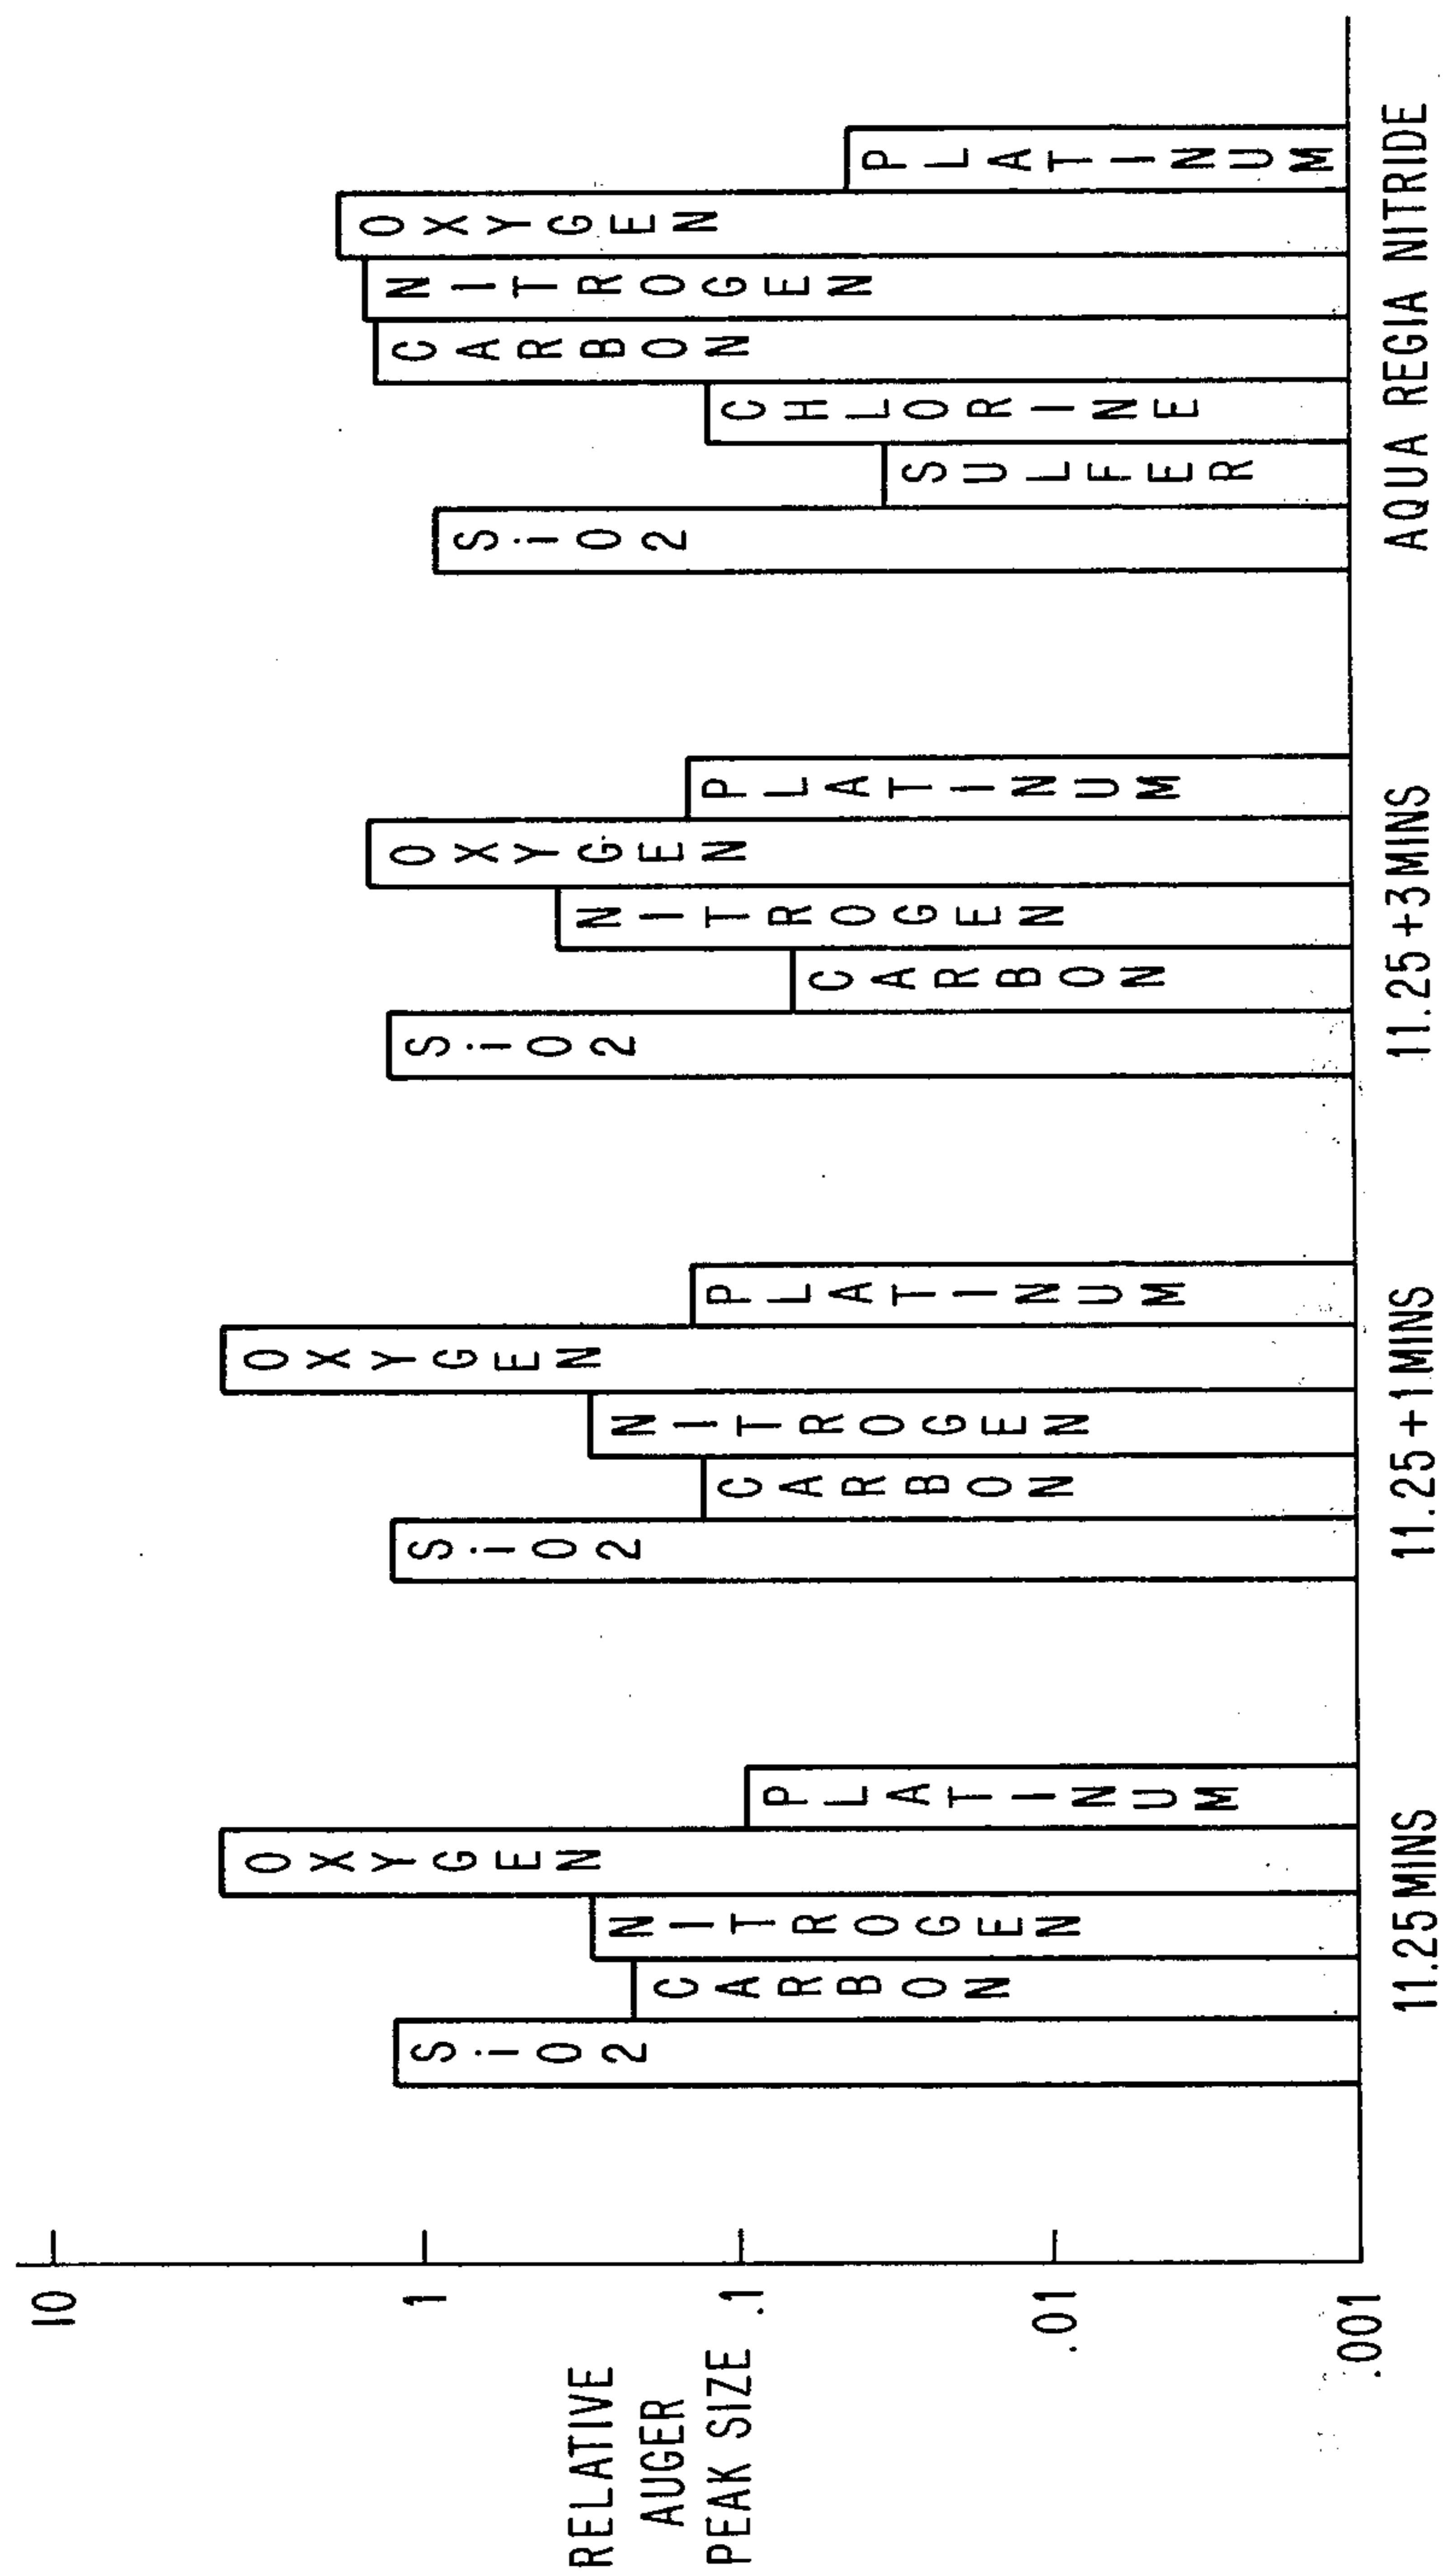 10
1
.1
.01
.001
RELATIVE
AUGER
PEAK SIZE
SiO2
CARBON
NITROGEN
OXYGEN
PLATINUM
11.25 MINS
SiO2
CARBON
NITROGEN
OXYGEN
PLATINUM
11.25 + 1 MINS
SiO2
CARBON
NITROGEN
OXYGEN
PLATINUM
11.25 + 3 MINS
SiO2
SULFER
CHLORINE
CARBON
NITROGEN
OXYGEN
PLATINUM
AQUA REGIA NITRIDE